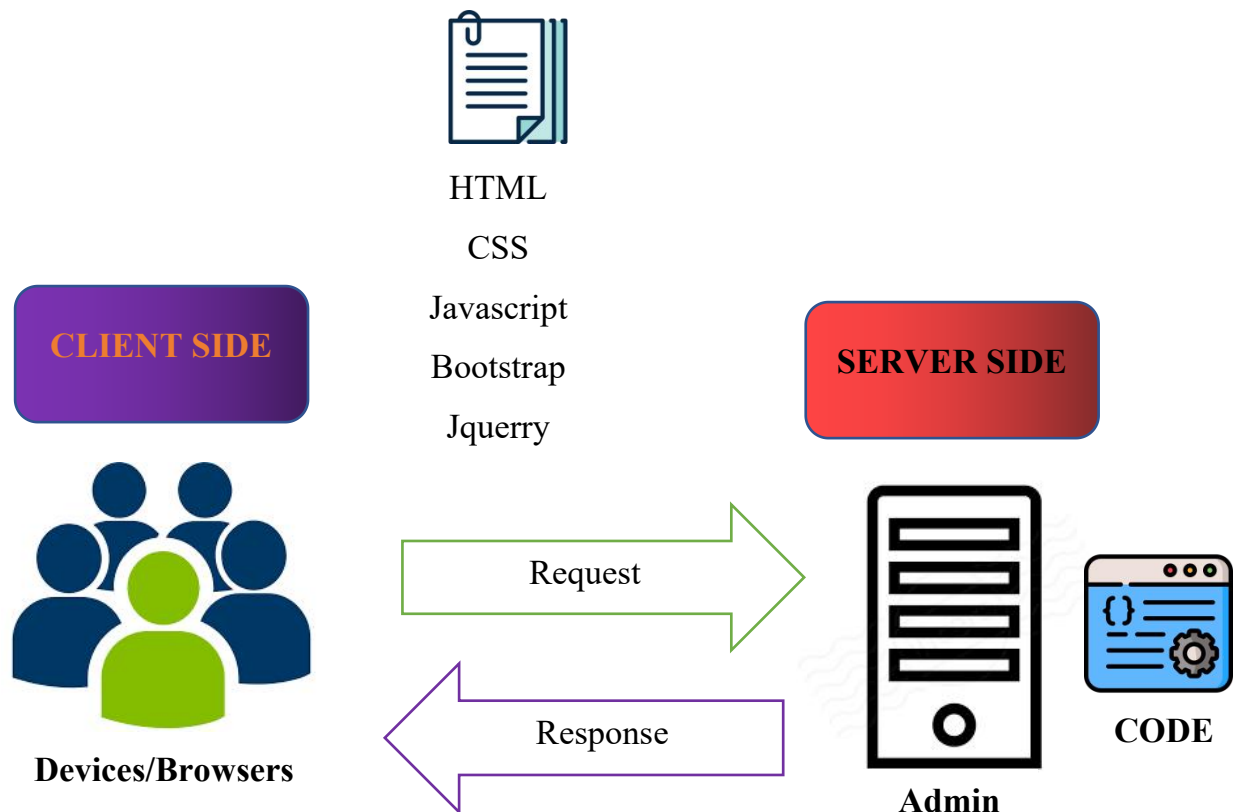 HTML
CSS
Javascript
Bootstrap
Jquerry
CLIENT SIDE
SERVER SIDE
Request
Response
Devices/Browsers
Admin
{}
CODE